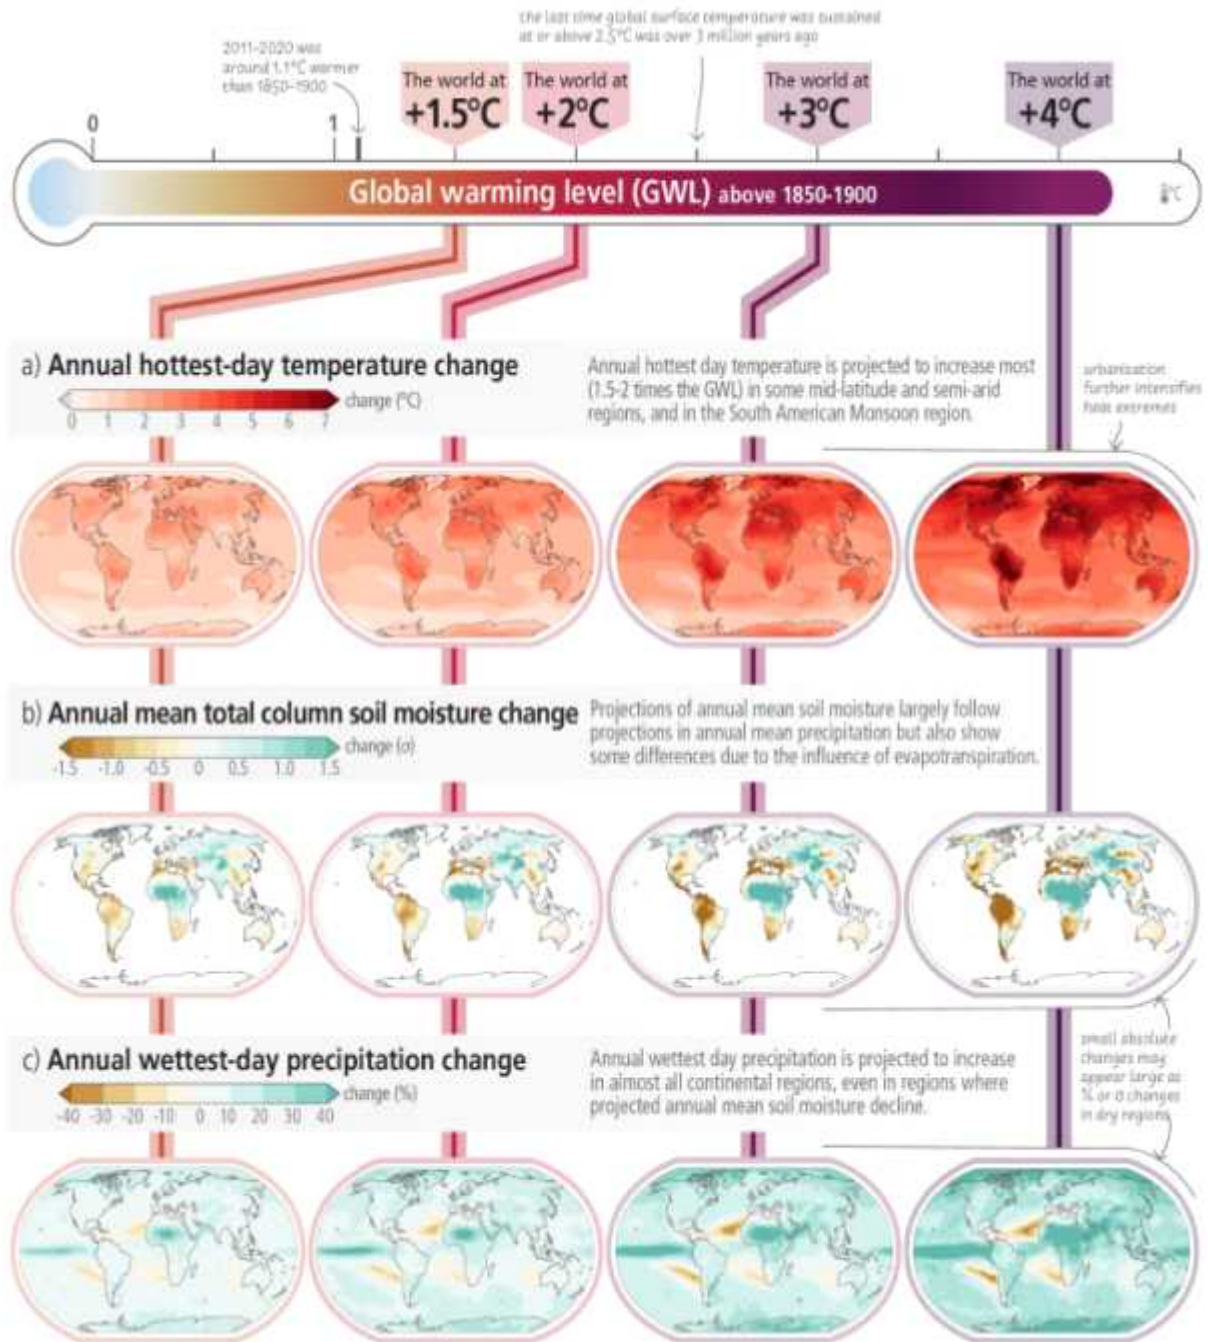 the last time global surface temperature was sustained
at or above 2.5°C was over 3 million years ago
2011–2020 was
around 1.1°C warmer
than 1850–1900
The world at
+1.5°C
The world at
+2°C
The world at
+3°C
The world at
+4°C
0
1
Global warming level (GWL) above 1850-1900
°C
a) Annual hottest-day temperature change
change (°C)
0 1 2 3 4 5 6 7
Annual hottest day temperature is projected to increase most
(1.5-2 times the GWL) in some mid-latitude and semi-arid
regions, and in the South American Monsoon region.
urbanisation
further intensifies
heat extremes
b) Annual mean total column soil moisture change
change (σ)
-1.5 -1.0 -0.5 0 0.5 1.0 1.5
Projections of annual mean soil moisture largely follow
projections in annual mean precipitation but also show
some differences due to the influence of evapotranspiration.
c) Annual wettest-day precipitation change
change (%)
-40 -30 -20 -10 0 10 20 30 40
Annual wettest day precipitation is projected to increase
in almost all continental regions, even in regions where
projected annual mean soil moisture decline.
small absolute
changes may
appear large as
% or σ changes
in dry regions